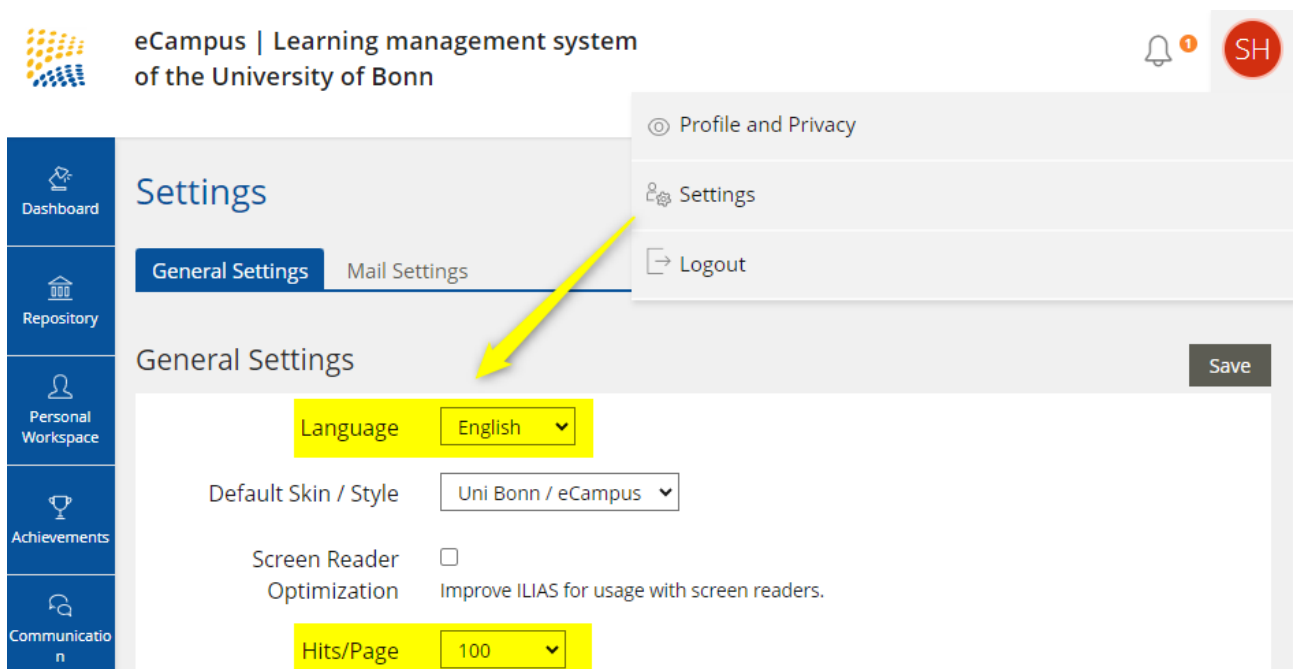 eCampus | Learning management system
of the University of Bonn
1
SH
Profile and Privacy
Settings
Logout
Dashboard
Repository
Personal
Workspace
Achievements
Communicatio
n
Settings
General Settings
Mail Settings
General Settings
Save
Language
English
Default Skin / Style
Uni Bonn / eCampus
Screen Reader
Optimization
Improve ILIAS for usage with screen readers.
Hits/Page
100